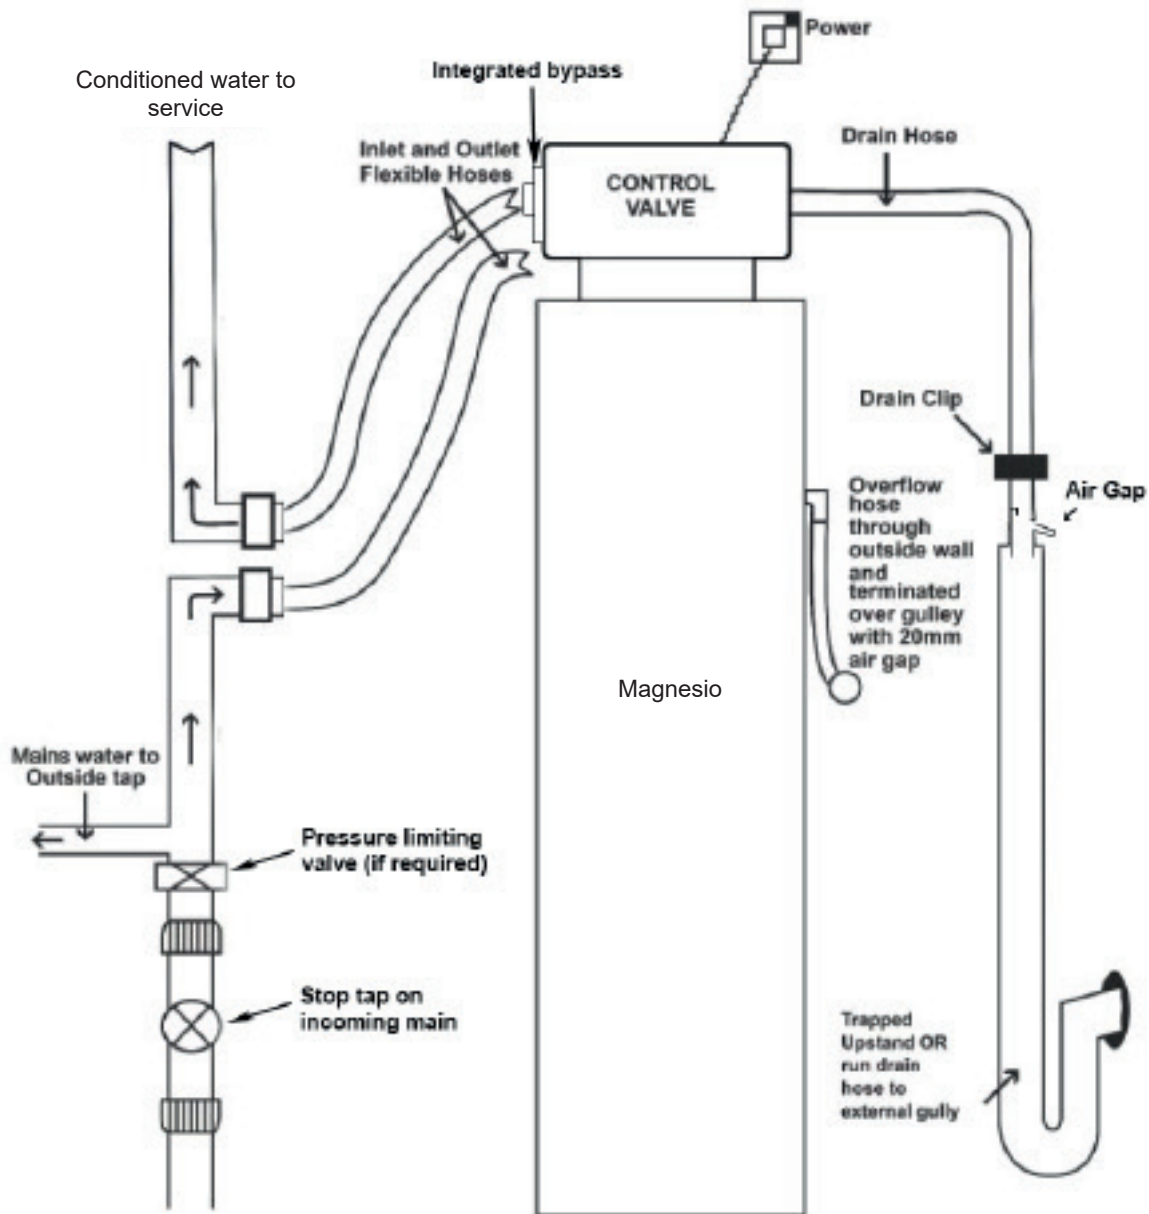 Power
Conditioned water to
service
Integrated bypass
Drain Hose
Inlet and Outlet
Flexible Hoses
CONTROL
VALVE
Drain Clip
Air Gap
Overflow
hose
through
outside wall
and
terminated
over gulley
with 20mm
air gap
Magnesio
Mains water to
Outside tap
Pressure limiting
valve (if required)
Stop tap on
incoming main
Trapped
Upstand OR
run drain
hose to
external gully